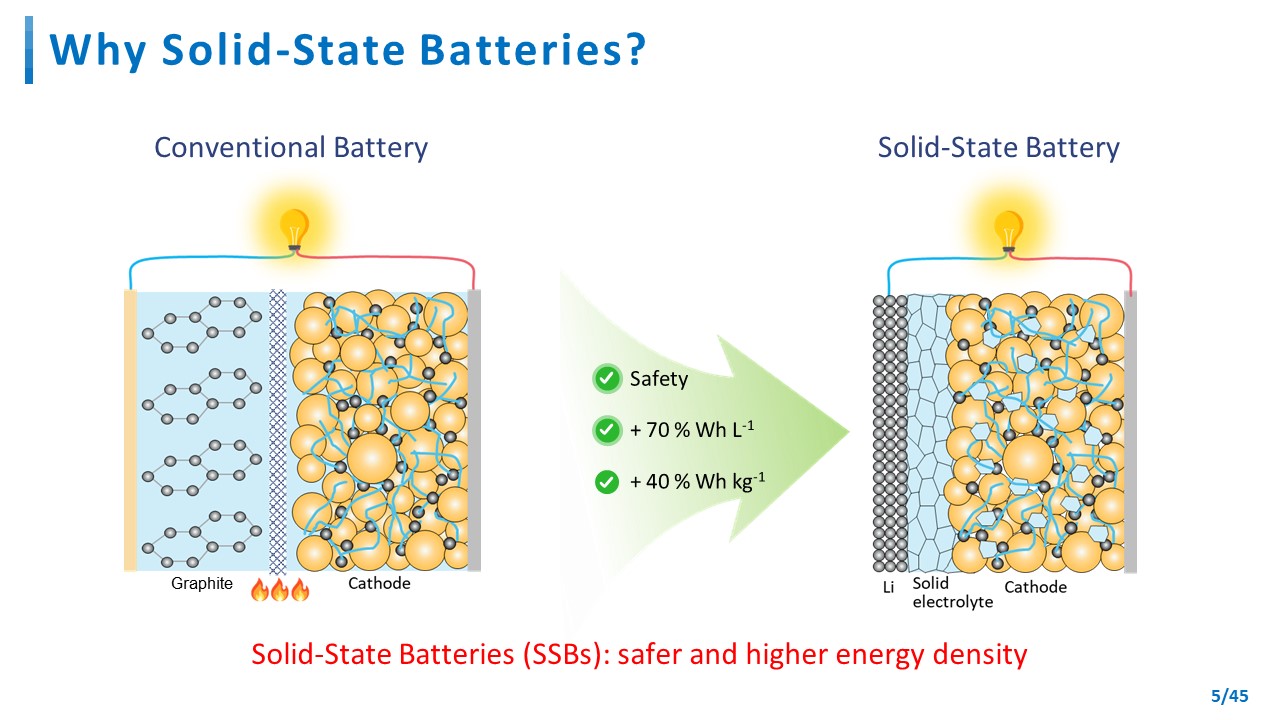 Why Solid-State Batteries?
Conventional Battery
Solid-State Battery
Safety
+ 70 % Wh L⁻¹
+ 40 % Wh kg⁻¹
Graphite
Cathode
Li
Solid
electrolyte
Cathode
Solid-State Batteries (SSBs): safer and higher energy density
5/45